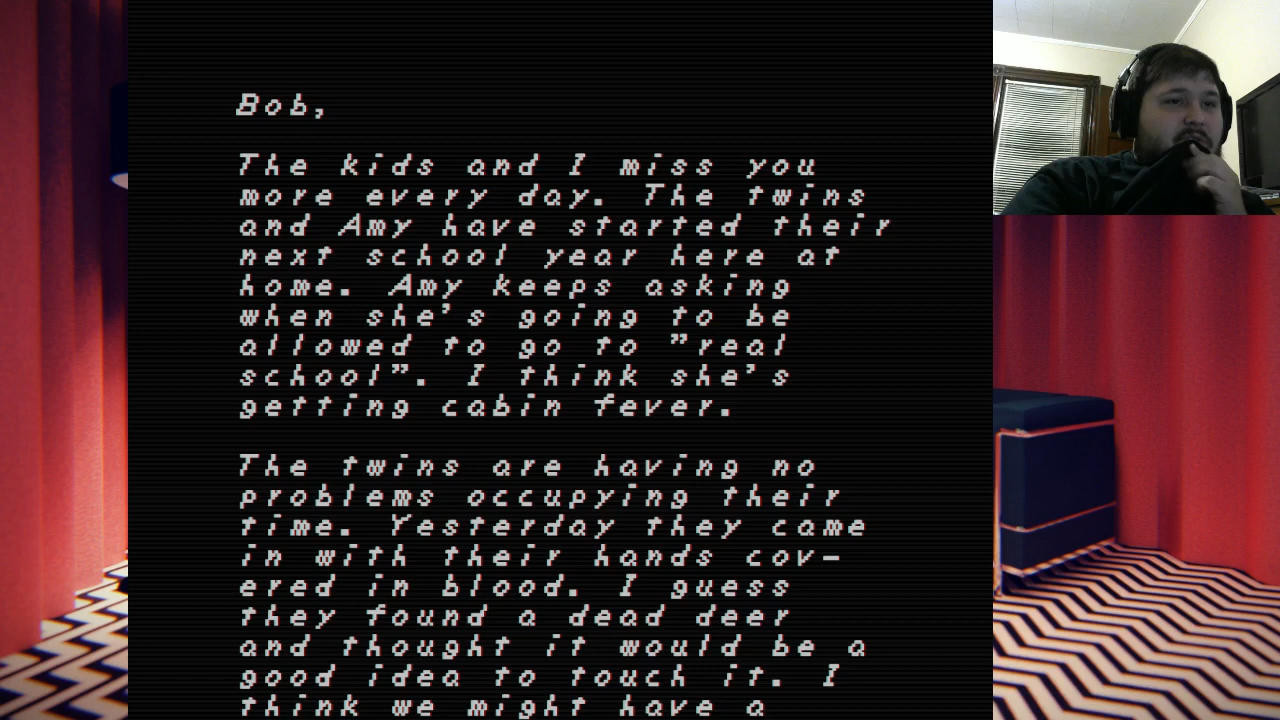 Bob,
The kids and I miss you
more every day. The twins
and Amy have started their
next school year here at
home. Amy keeps asking
when she's going to be
allowed to go to "real
school". I think she's
getting cabin fever.
The twins are having no
problems occupying their
time. Yesterday they came
in with their hands cov-
ered in blood. I guess
they found a dead deer
and thought it would be a
good idea to touch it. I
think we might have a